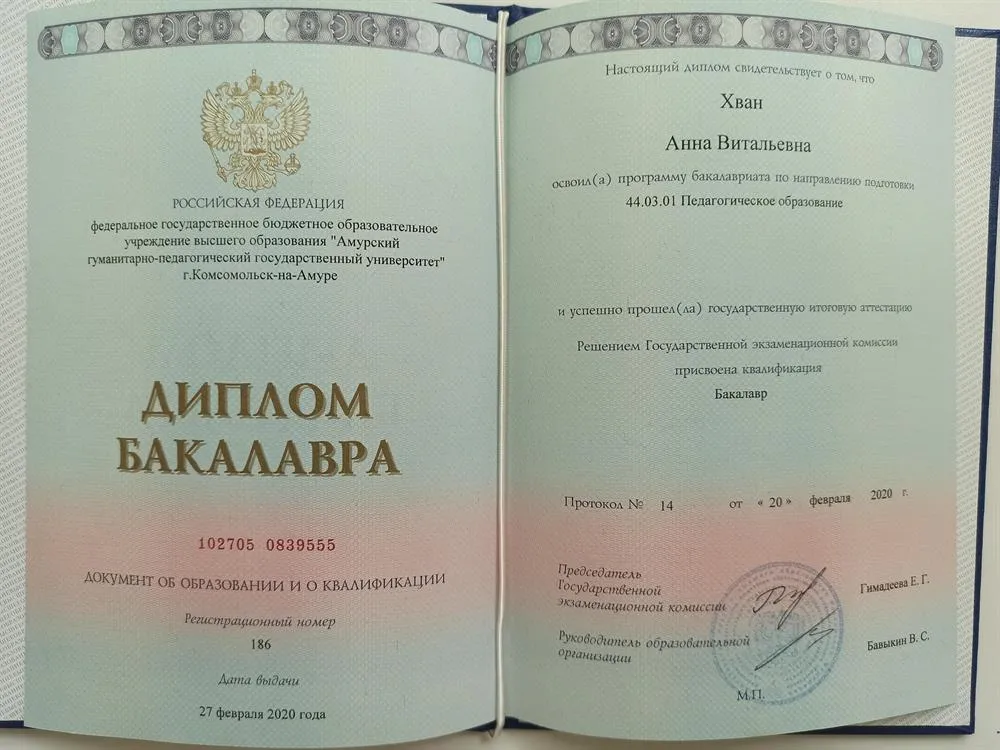 РОССИЙСКАЯ ФЕДЕРАЦИЯ
федеральное государственное бюджетное образовательное
учреждение высшего образования "Амурский
гуманитарно-педагогический государственный университет"
г.Комсомольск-на-Амуре
ДИПЛОМ
БАКАЛАВРА
102705 0839555
ДОКУМЕНТ ОБ ОБРАЗОВАНИИ И О КВАЛИФИКАЦИИ
Регистрационный номер
186
Дата выдачи
27 февраля 2020 года
Настоящий диплом свидетельствует о том, что
Хван
Анна Витальевна
освоил(а) программу бакалавриата по направлению подготовки
44.03.01 Педагогическое образование
и успешно прошел(ла) государственную итоговую аттестацию
Решением Государственной экзаменационной комиссии
присвоена квалификация
Бакалавр
Протокол № 14 от « 20 » февраля 2020 г.
Председатель
Государственной
экзаменационной комиссии
Гимадеева Е. Г.
Руководитель образовательной
организации
Бавыкин В. С.
М.П.